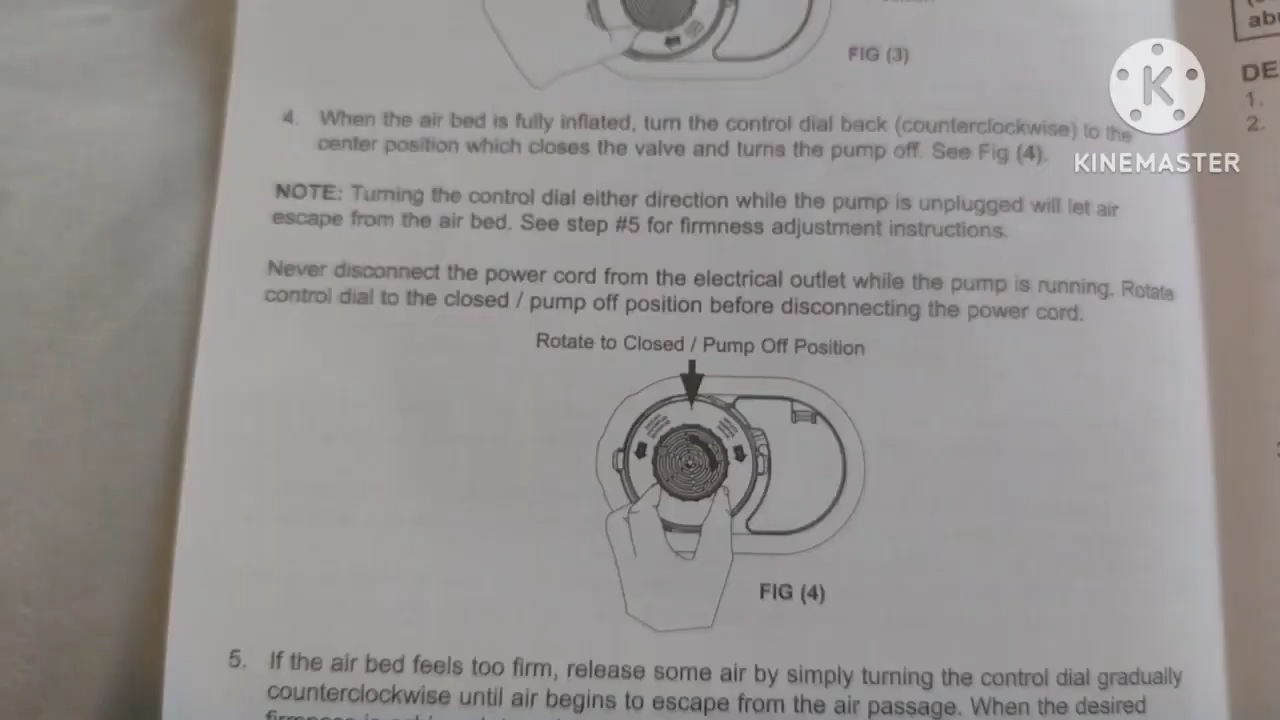 FIG (3)
4. When the air bed is fully inflated, turn the control dial back (counterclockwise) to the
center position which closes the valve and turns the pump off. See Fig (4).
NOTE: Turning the control dial either direction while the pump is unplugged will let air
escape from the air bed. See step #5 for firmness adjustment instructions.
Never disconnect the power cord from the electrical outlet while the pump is running. Rotate
control dial to the closed / pump off position before disconnecting the power cord.
Rotate to Closed / Pump Off Position
FIG (4)
5. If the air bed feels too firm, release some air by simply turning the control dial gradually
counterclockwise until air begins to escape from the air passage. When the desired
DE
1.
2.
K
KINEMASTER